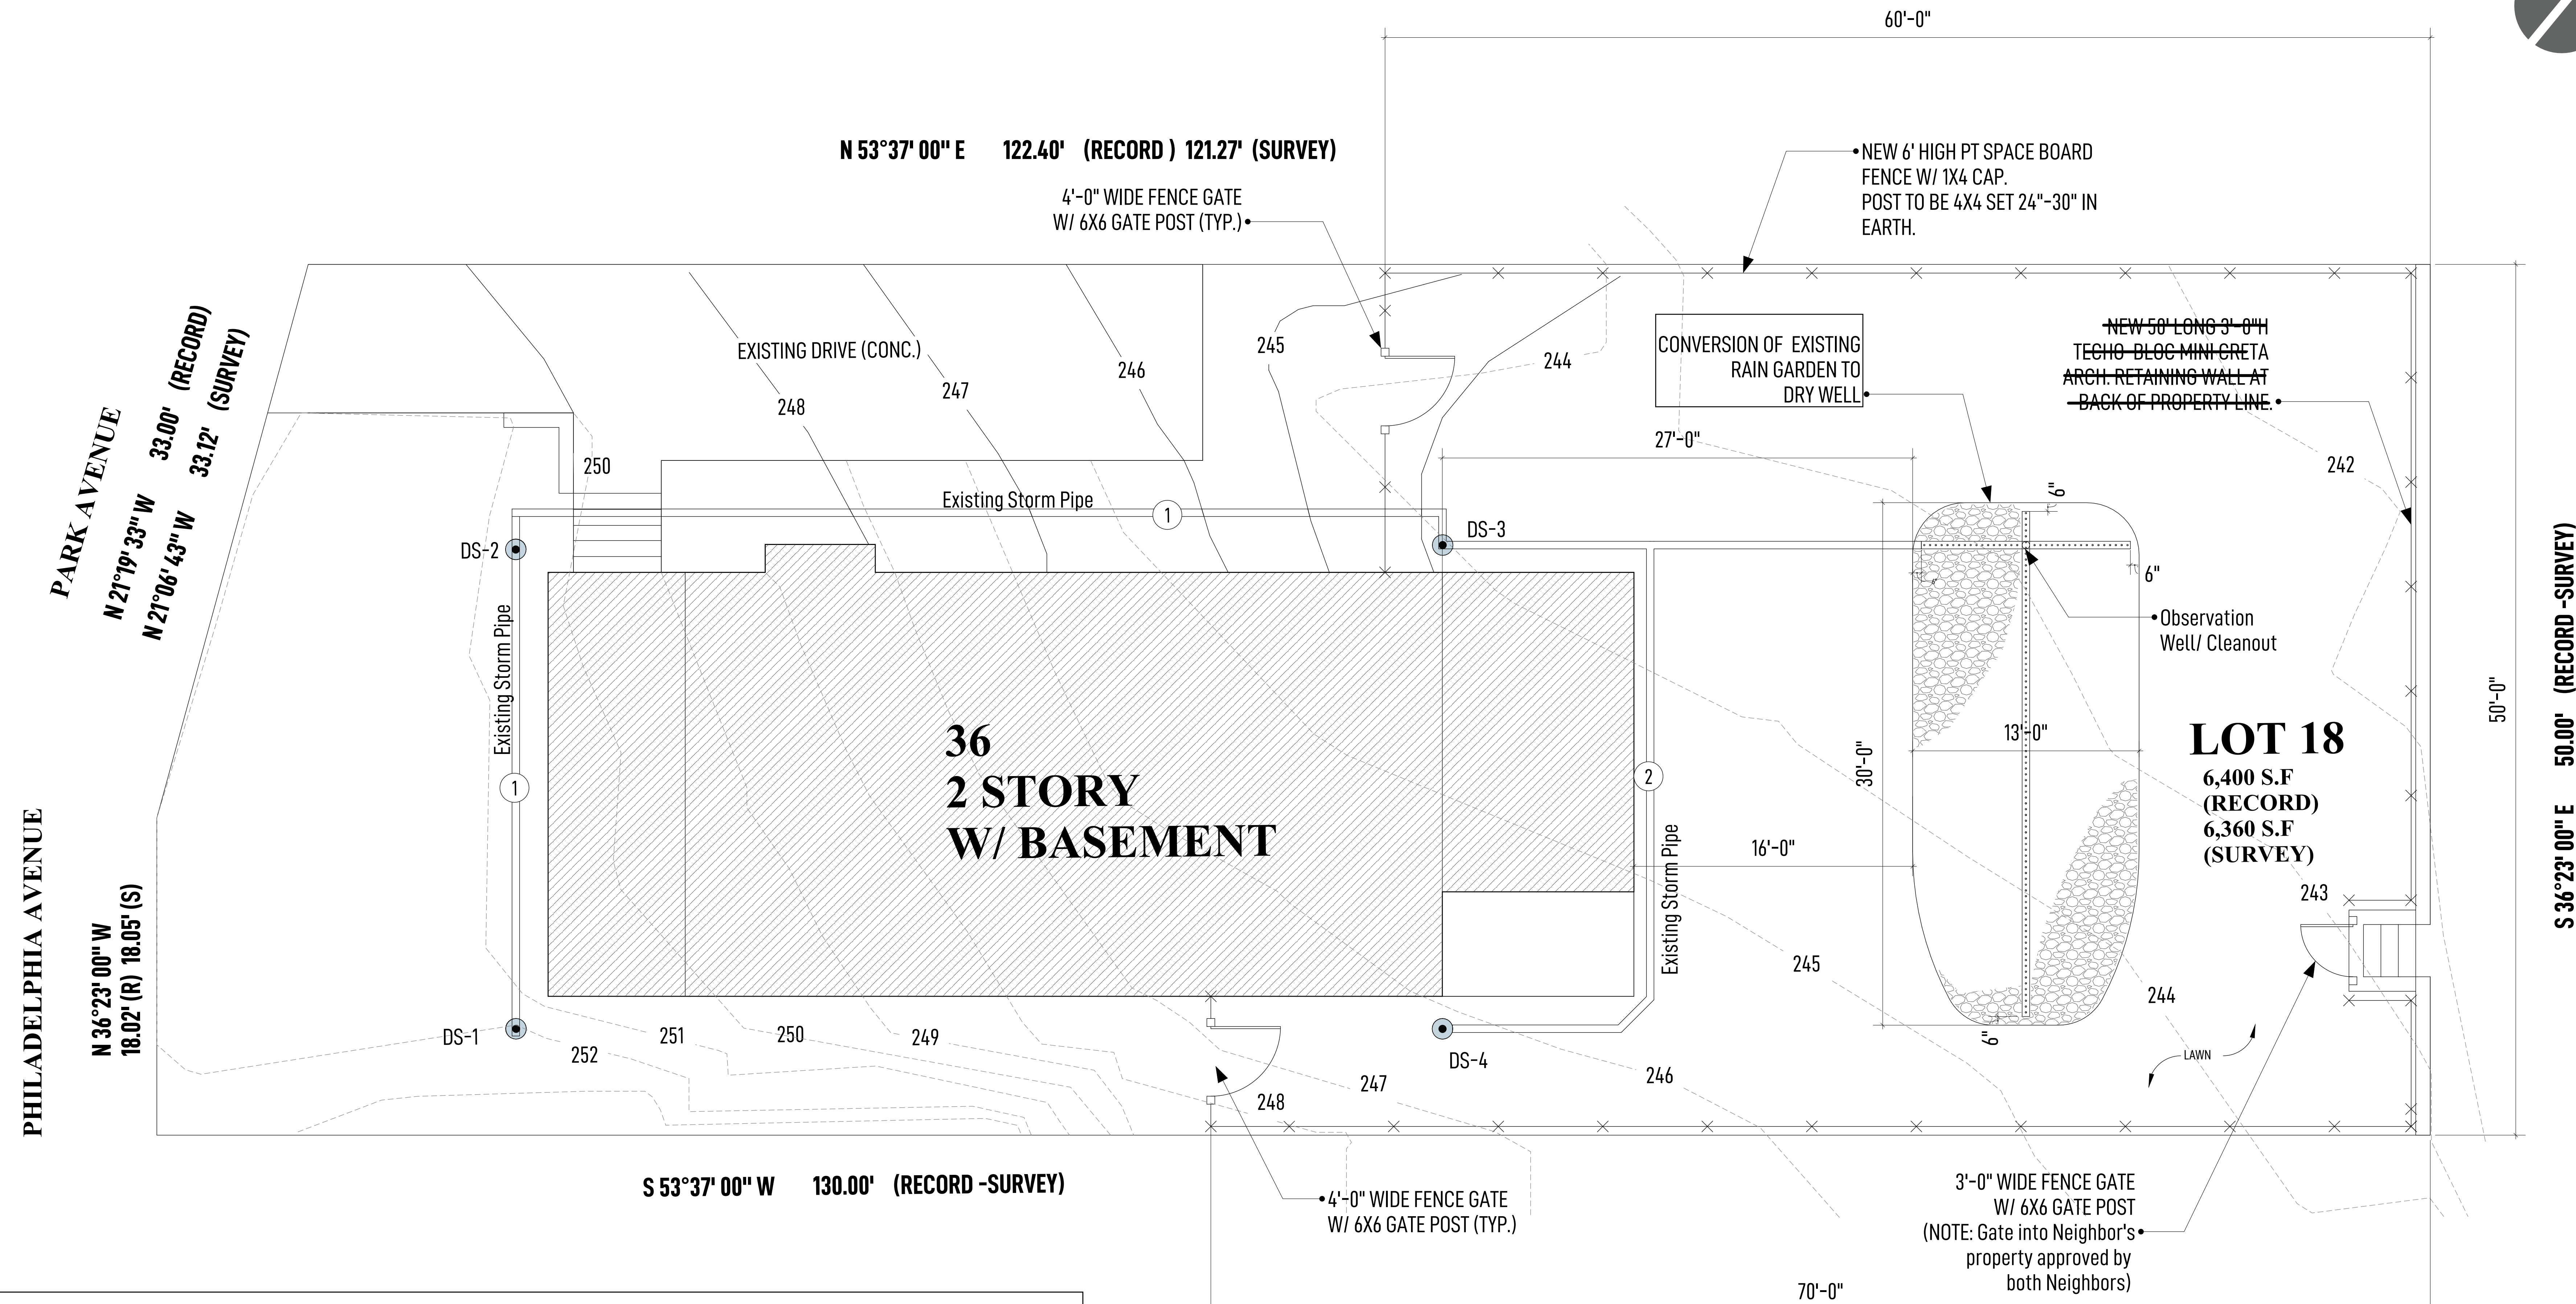 60'-0"
N 53°37' 00" E 122.40' (RECORD ) 121.27' (SURVEY)
4'-0" WIDE FENCE GATE
W/ 6X6 GATE POST (TYP.)
NEW 6' HIGH PT SPACE BOARD
FENCE W/ 1X4 CAP.
POST TO BE 4X4 SET 24"-30" IN
EARTH.
PARK AVENUE
N 21°19' 33" W 33.00' (RECORD)
N 21°06' 43" W 33.12' (SURVEY)
EXISTING DRIVE (CONC.)
250
248
247
246
245
244
CONVERSION OF EXISTING
RAIN GARDEN TO
DRY WELL
NEW 50' LONG 3'-0"H
TECHO-BLOC MINI CRETA
ARCH. RETAINING WALL AT
BACK OF PROPERTY LINE.
27'-0"
242
Existing Storm Pipe
1
DS-2
DS-3
6"
6"
6"
Observation
Well/ Cleanout
Existing Storm Pipe
1
36
2 STORY
W/ BASEMENT
2
Existing Storm Pipe
16'-0"
30'-0"
13'-0"
LOT 18
6,400 S.F
(RECORD)
6,360 S.F
(SURVEY)
50'-0"
S 36°23' 00" E 50.00' (RECORD -SURVEY)
PHILADELPHIA AVENUE
N 36°23' 00" W
18.02' (R) 18.05' (S)
243
245
244
DS-1
252
251
250
249
248
247
DS-4
246
6"
LAWN
S 53°37' 00" W 130.00' (RECORD -SURVEY)
4'-0" WIDE FENCE GATE
W/ 6X6 GATE POST (TYP.)
3'-0" WIDE FENCE GATE
W/ 6X6 GATE POST
(NOTE: Gate into Neighbor's
property approved by
both Neighbors)
70'-0"